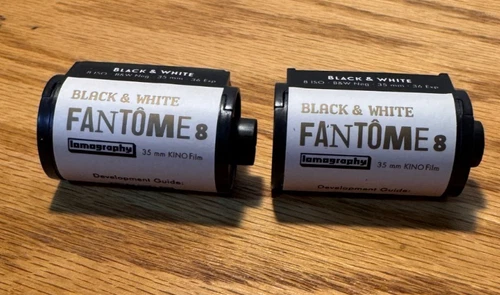 BLACK & WHITE
8 ISO · B&W Neg · 35 mm · 36 Exp
BLACK & WHITE
FANTÔME 8
lomography
35 mm KINO Film
Development Guide:
BLACK & WHITE
8 ISO · B&W Neg · 35 mm · 36 Exp
BLACK & WHITE
FANTÔME 8
lomography
35 mm KINO Film
Development Guide: